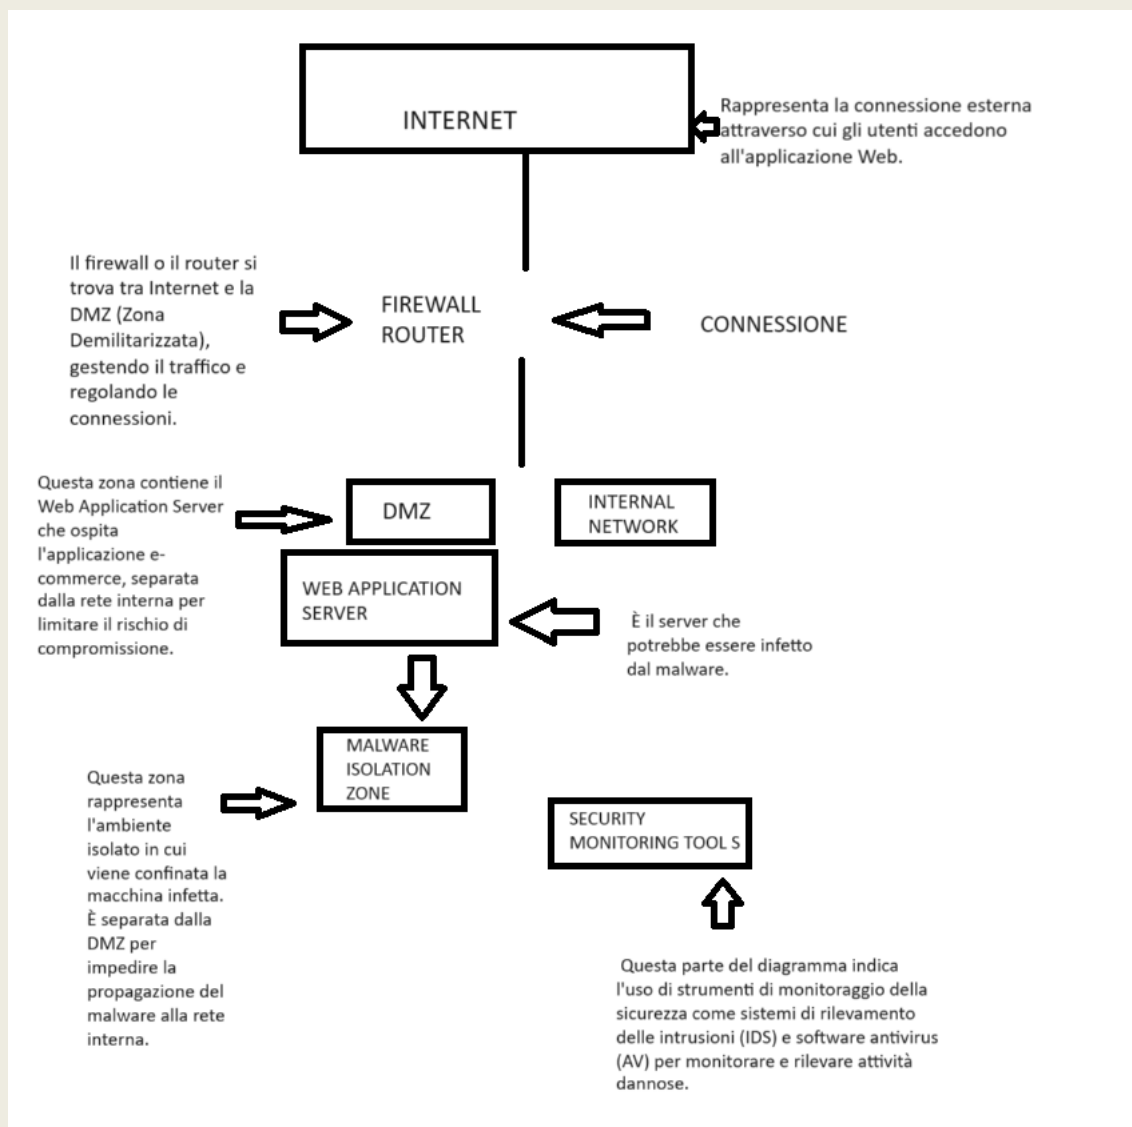 INTERNET
Rappresenta la connessione esterna
attraverso cui gli utenti accedono
all'applicazione Web.
Il firewall o il router si
trova tra Internet e la
DMZ (Zona
Demilitarizzata),
gestendo il traffico e
regolando le
connessioni.
FIREWALL
ROUTER
CONNESSIONE
Questa zona contiene il
Web Application Server
che ospita
l'applicazione e-
commerce, separata
dalla rete interna per
limitare il rischio di
compromissione.
DMZ
INTERNAL
NETWORK
WEB APPLICATION
SERVER
È il server che
potrebbe essere infetto
dal malware.
MALWARE
ISOLATION
ZONE
Questa zona
rappresenta
l'ambiente
isolato in cui
viene confinata la
macchina infetta.
È separata dalla
DMZ per
impedire la
propagazione del
malware alla rete
interna.
SECURITY
MONITORING TOOL S
Questa parte del diagramma indica
l'uso di strumenti di monitoraggio della
sicurezza come sistemi di rilevamento
delle intrusioni (IDS) e software antivirus
(AV) per monitorare e rilevare attività
dannose.